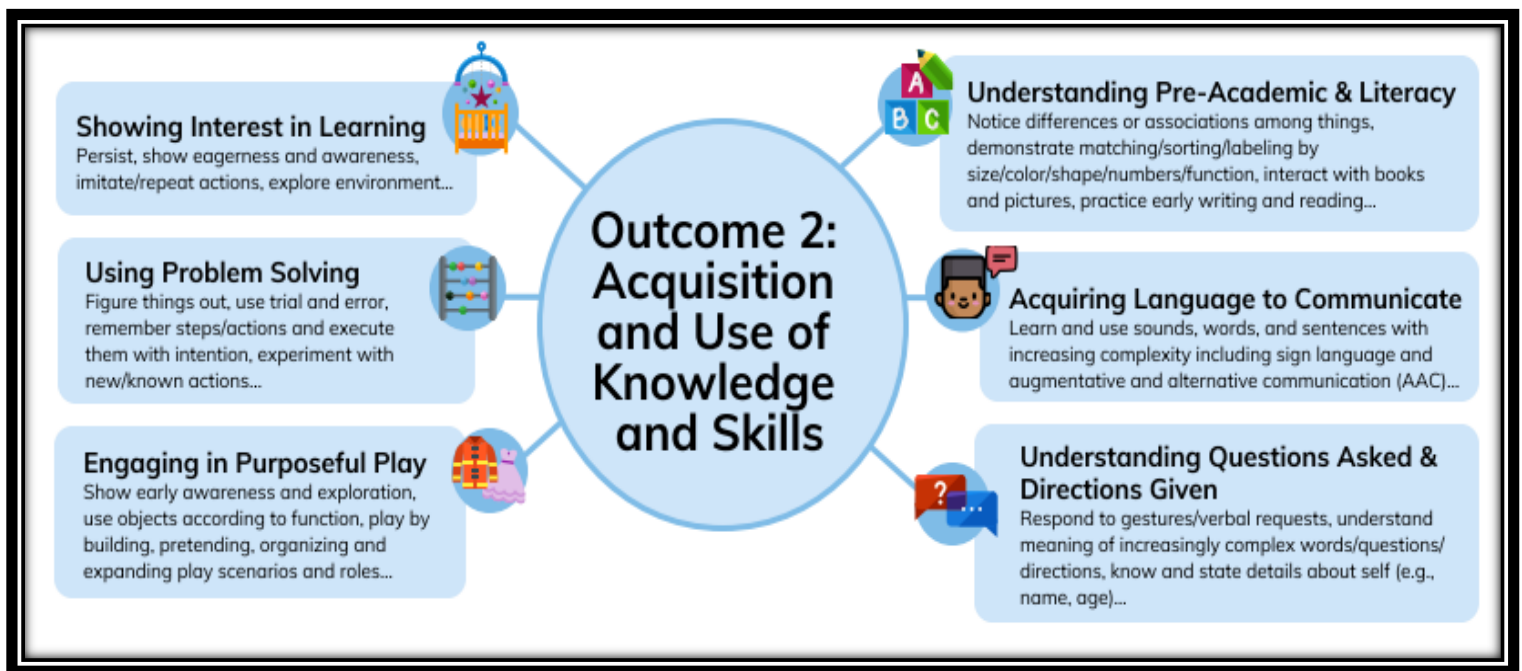 Outcome 2:
Acquisition
and Use of
Knowledge
and Skills
Showing Interest in Learning
Persist, show eagerness and awareness,
imitate/repeat actions, explore environment...
Using Problem Solving
Figure things out, use trial and error,
remember steps/actions and execute
them with intention, experiment with
new/known actions...
Engaging in Purposeful Play
Show early awareness and exploration,
use objects according to function, play by
building, pretending, organizing and
expanding play scenarios and roles...
A
B C
Understanding Pre-Academic & Literacy
Notice differences or associations among things,
demonstrate matching/sorting/labeling by
size/color/shape/numbers/function, interact with books
and pictures, practice early writing and reading...
Acquiring Language to Communicate
Learn and use sounds, words, and sentences with
increasing complexity including sign language and
augmentative and alternative communication (AAC)...
? ...
Understanding Questions Asked &
Directions Given
Respond to gestures/verbal requests, understand
meaning of increasingly complex words/questions/
directions, know and state details about self (e.g.,
name, age)...